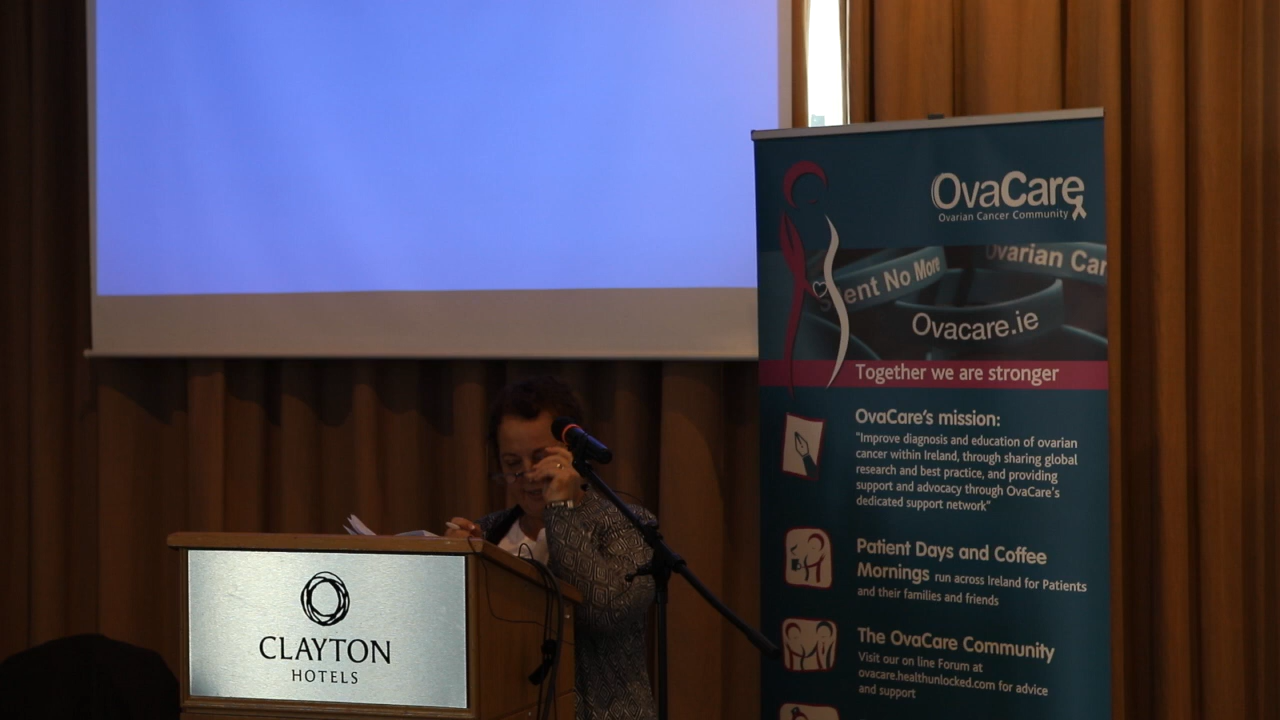 OvaCare
Ovarian Cancer Community
ent No More
Ovarian Car
Ovacare.ie
Together we are stronger
OvaCare's mission:
"Improve diagnosis and education of ovarian
cancer within Ireland, through sharing global
research and best practice, and providing
support and advocacy through OvaCare's
dedicated support network"
Patient Days and Coffee
Mornings run across Ireland for Patients
and their families and friends
The OvaCare Community
Visit our on line Forum at
ovacare.healthunlocked.com for advice
and support
CLAYTON
HOTELS